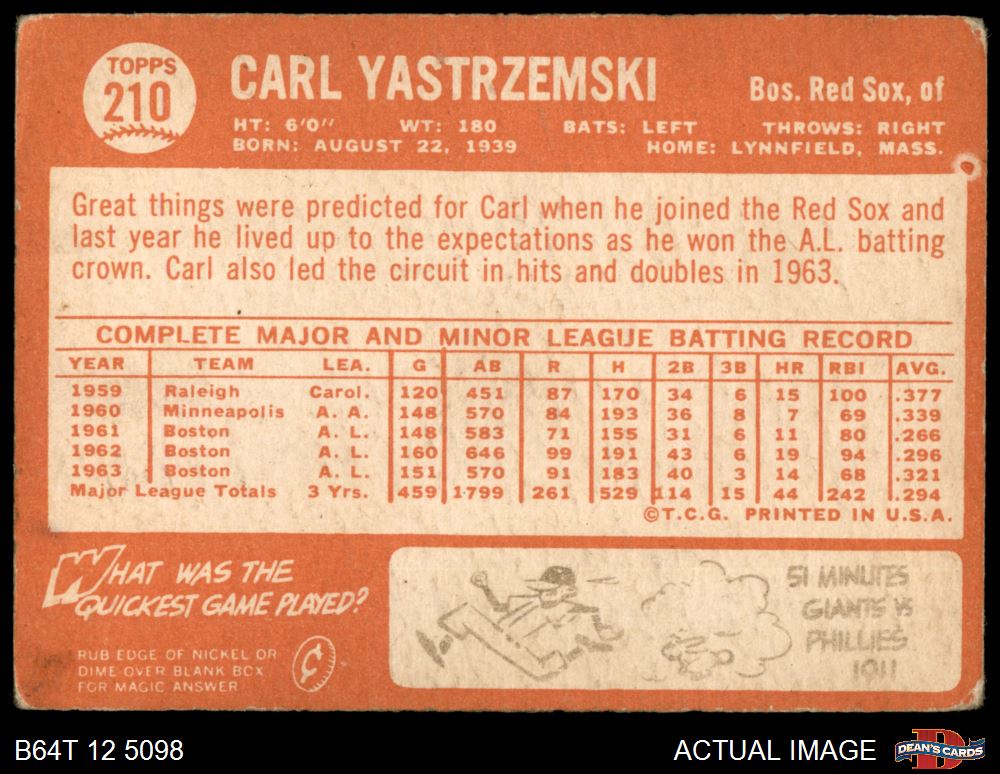 TOPPS
210
CARL YASTRZEMSKI
Bos. Red Sox, of
HT: 6'0" WT: 180 BATS: LEFT THROWS: RIGHT
BORN: AUGUST 22, 1939 HOME: LYNNFIELD, MASS.
Great things were predicted for Carl when he joined the Red Sox and
last year he lived up to the expectations as he won the A.L. batting
crown. Carl also led the circuit in hits and doubles in 1963.
COMPLETE MAJOR AND MINOR LEAGUE BATTING RECORD
YEAR TEAM LEA. G AB R H 2B 3B HR RBI AVG.
1959 Raleigh Carol. 120 451 87 170 34 6 15 100 .377
1960 Minneapolis A. A. 148 570 84 193 36 8 7 69 .339
1961 Boston A. L. 148 583 71 155 31 6 11 80 .266
1962 Boston A. L. 160 646 99 191 43 6 19 94 .296
1963 Boston A. L. 151 570 91 183 40 3 14 68 .321
Major League Totals 3 Yrs. 459 1799 261 529 114 15 44 242 .294
©T.C.G. PRINTED IN U.S.A.
WHAT WAS THE
QUICKEST GAME PLAYED?
RUB EDGE OF NICKEL OR
DIME OVER BLANK BOX
FOR MAGIC ANSWER
¢
51 MINUTES
GIANTS VS
PHILLIES
1911
B64T 12 5098
ACTUAL IMAGE
D
DEAN'S CARDS